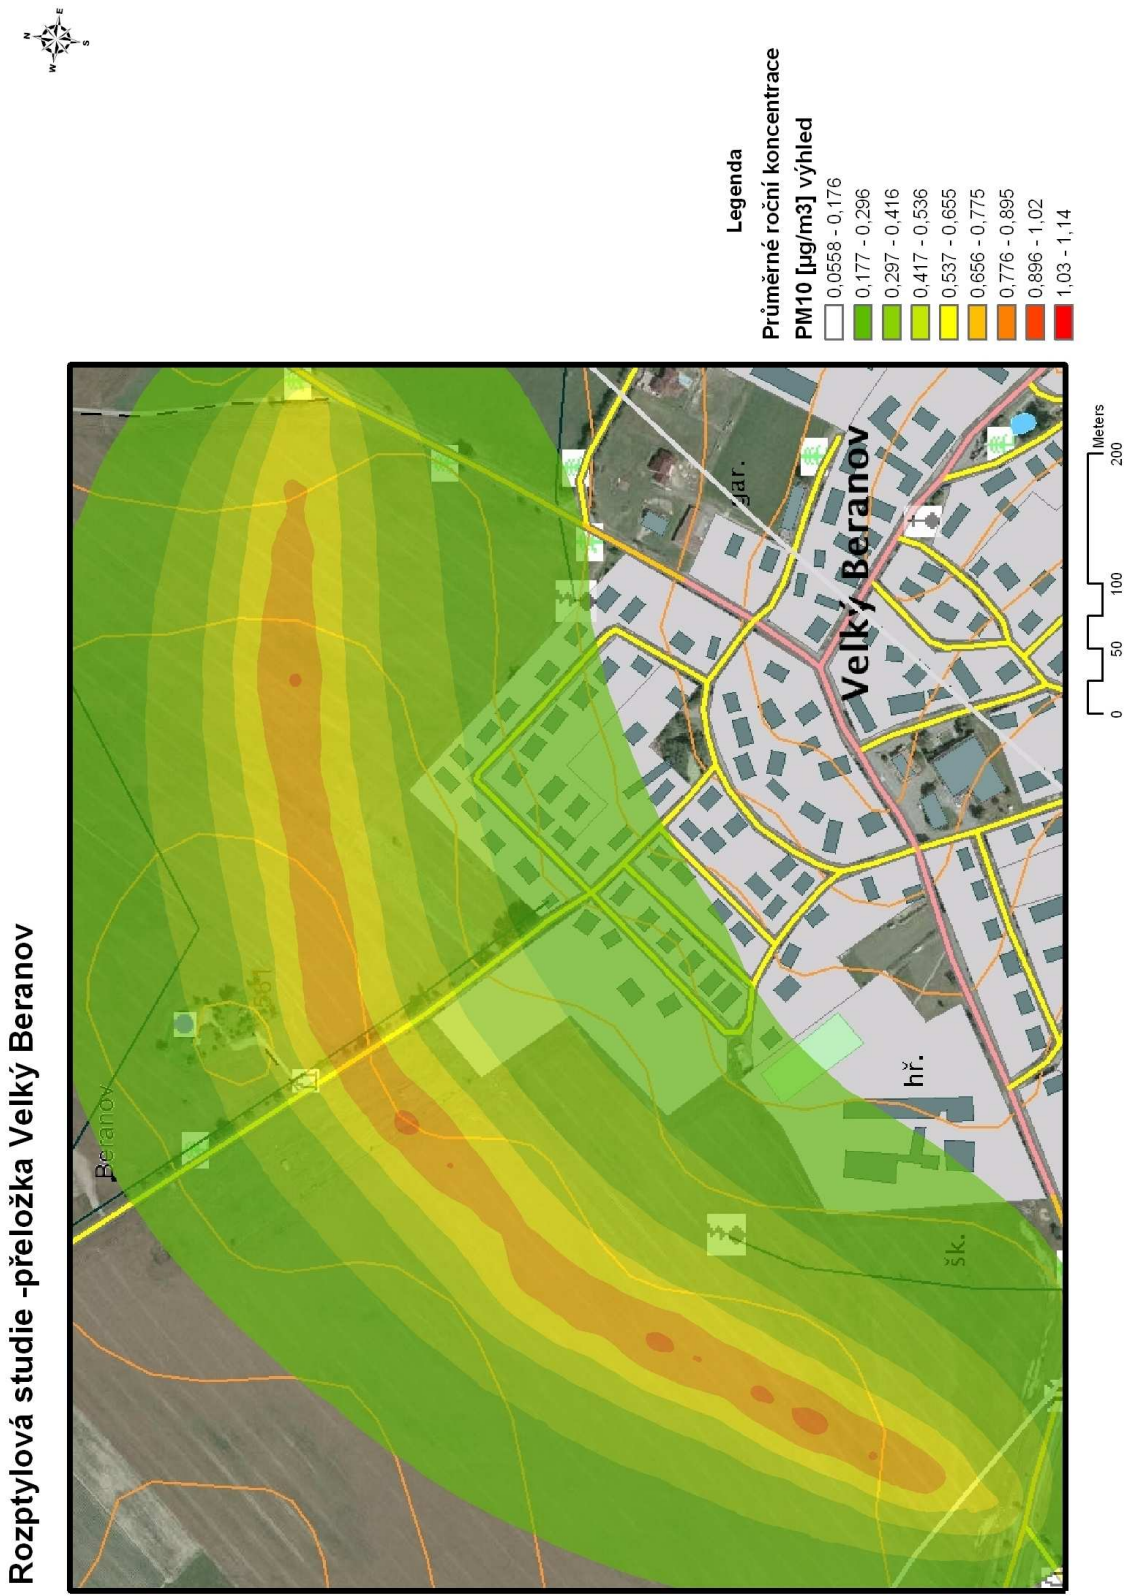 Rozptylová studie -přeložka Velký Beranov
N
E
S
W
Beranov
561
gar.
Velký Beranov
hř.
šk.
Legenda
Průměrné roční koncentrace
PM10 [µg/m3] výhled
0,0558 - 0,176
0,177 - 0,296
0,297 - 0,416
0,417 - 0,536
0,537 - 0,655
0,656 - 0,775
0,776 - 0,895
0,896 - 1,02
1,03 - 1,14
0 50 100 200
Meters